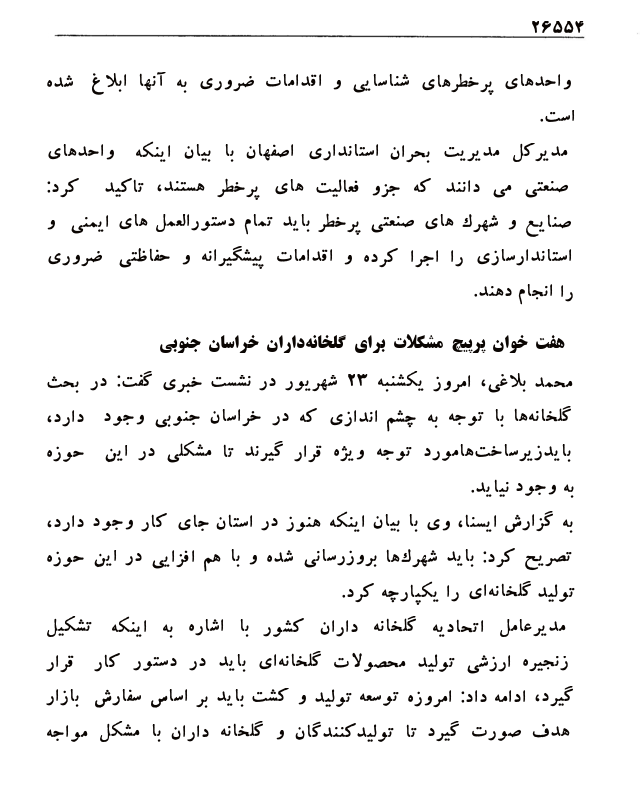 ۲۶۵۵۴
واحدهای پرخطرهای شناسایی و اقدامات ضروری به آنها ابلاغ شده
است.
مدیرکل مدیریت بحران استانداری اصفهان با بیان اینکه واحدهای
صنعتی می دانند که جزو فعالیت های پرخطر هستند، تاکید کرد:
صنایع و شهرك های صنعتی پرخطر باید تمام دستورالعمل های ایمنی و
استاندارسازی را اجرا کرده و اقدامات پیشگیرانه و حفاظتی ضروری
را انجام دهند.
هفت خوان پرپیچ مشکلات برای گلخانه‌داران خراسان جنوبی
محمد بلاغی، امروز یکشنبه ۲۳ شهریور در نشست خبری گفت: در بحث
گلخانه‌ها با توجه به چشم اندازی که در خراسان جنوبی وجود دارد،
بایدزیرساخت‌هامورد توجه ویژه قرار گیرند تا مشکلی در این حوزه
به وجود نیاید.
به گزارش ایسنا، وی با بیان اینکه هنوز در استان جای کار وجود دارد،
تصریح کرد: باید شهرك‌ها بروزرسانی شده و با هم افزایی در این حوزه
تولید گلخانه‌ای را یکپارچه کرد.
مدیرعامل اتحادیه گلخانه داران کشور با اشاره به اینکه تشکیل
زنجیره ارزشی تولید محصولات گلخانه‌ای باید در دستور کار قرار
گیرد، ادامه داد: امروزه توسعه تولید و کشت باید بر اساس سفارش بازار
هدف صورت گیرد تا تولیدکنندگان و گلخانه داران با مشکل مواجه